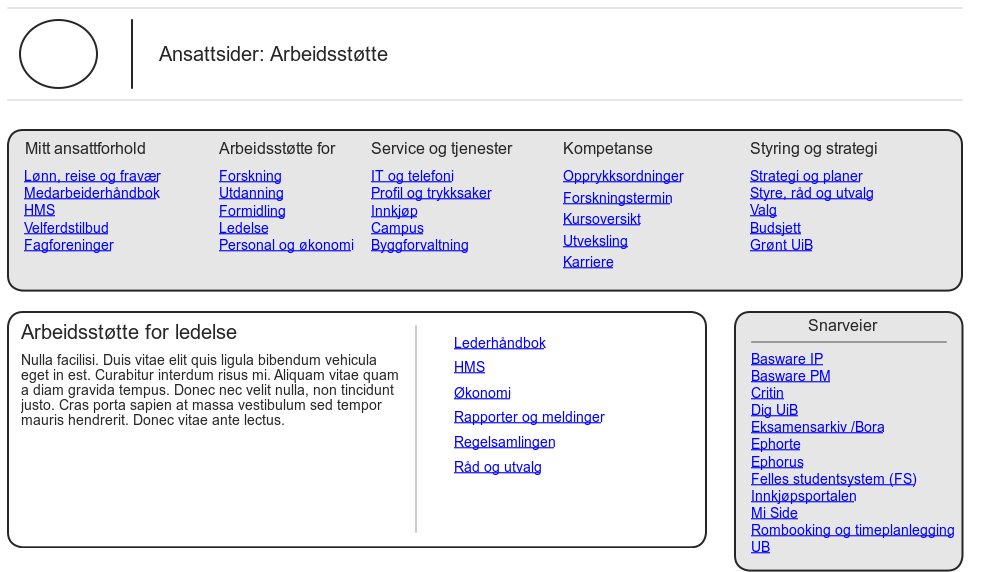 Ansattsider: Arbeidsstøtte
Mitt ansattforhold
Lønn, reise og fravær
Medarbeiderhåndbok
HMS
Velferdstilbud
Fagforeninger
Arbeidsstøtte for
Forskning
Utdanning
Formidling
Ledelse
Personal og økonomi
Service og tjenester
IT og telefoni
Profil og trykksaker
Innkjøp
Campus
Byggforvaltning
Kompetanse
Opprykksordninger
Forskningstermin
Kursoversikt
Utveksling
Karriere
Styring og strategi
Strategi og planer
Styre, råd og utvalg
Valg
Budsjett
Grønt UiB
Arbeidsstøtte for ledelse
Nulla facilisi. Duis vitae elit quis ligula bibendum vehicula
eget in est. Curabitur interdum risus mi. Aliquam vitae quam
a diam gravida tempus. Donec nec velit nulla, non tincidunt
justo. Cras porta sapien at massa vestibulum sed tempor
mauris hendrerit. Donec vitae ante lectus.
Lederhåndbok
HMS
Økonomi
Rapporter og meldinger
Regelsamlingen
Råd og utvalg
Snarveier
Basware IP
Basware PM
Critin
Dig UiB
Eksamensarkiv /Bora
Ephorte
Ephorus
Felles studentsystem (FS)
Innkjøpsportalen
Mi Side
Rombooking og timeplanlegging
UB